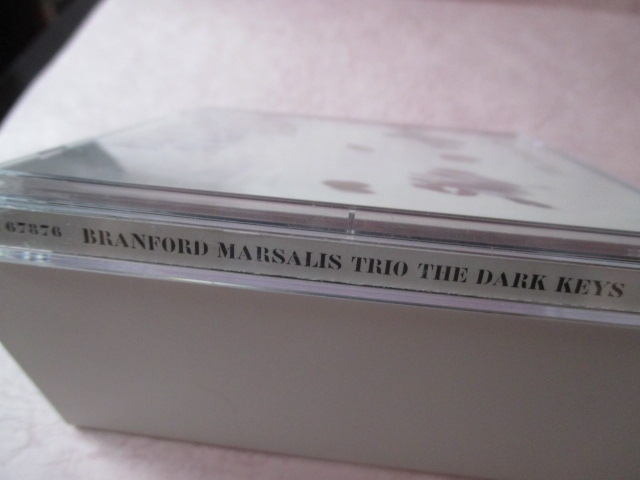 67876 BRANFORD MARSALIS TRIO THE DARK KEYS